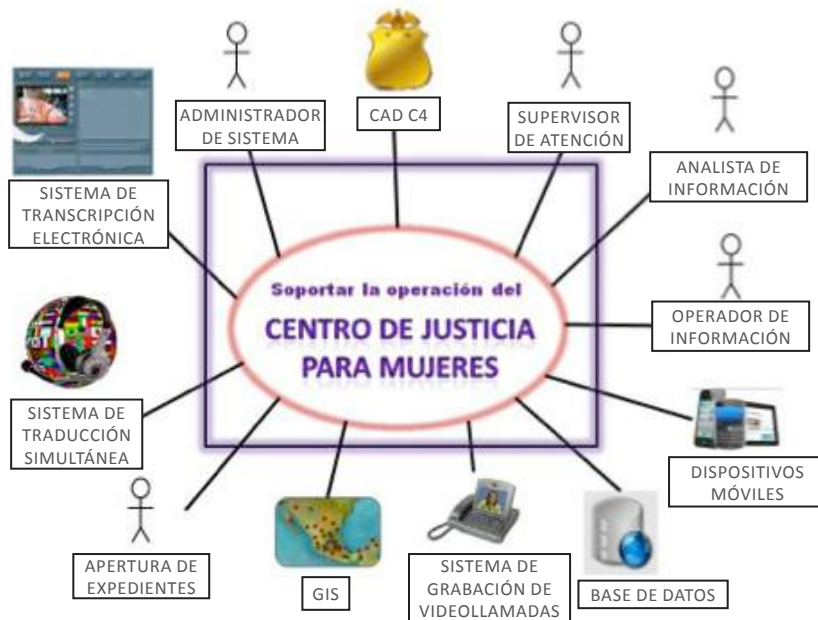 ADMINISTRADOR
DE SISTEMA
CAD C4
SUPERVISOR
DE ATENCIÓN
ANALISTA DE
INFORMACIÓN
SISTEMA DE
TRANSCRIPCIÓN
ELECTRÓNICA
Soportar la operación del
CENTRO DE JUSTICIA
PARA MUJERES
OPERADOR DE
INFORMACIÓN
SISTEMA DE
TRADUCCIÓN
SIMULTÁNEA
DISPOSITIVOS
MÓVILES
APERTURA DE
EXPEDIENTES
GIS
SISTEMA DE
GRABACIÓN DE
VIDEOLLAMADAS
BASE DE DATOS